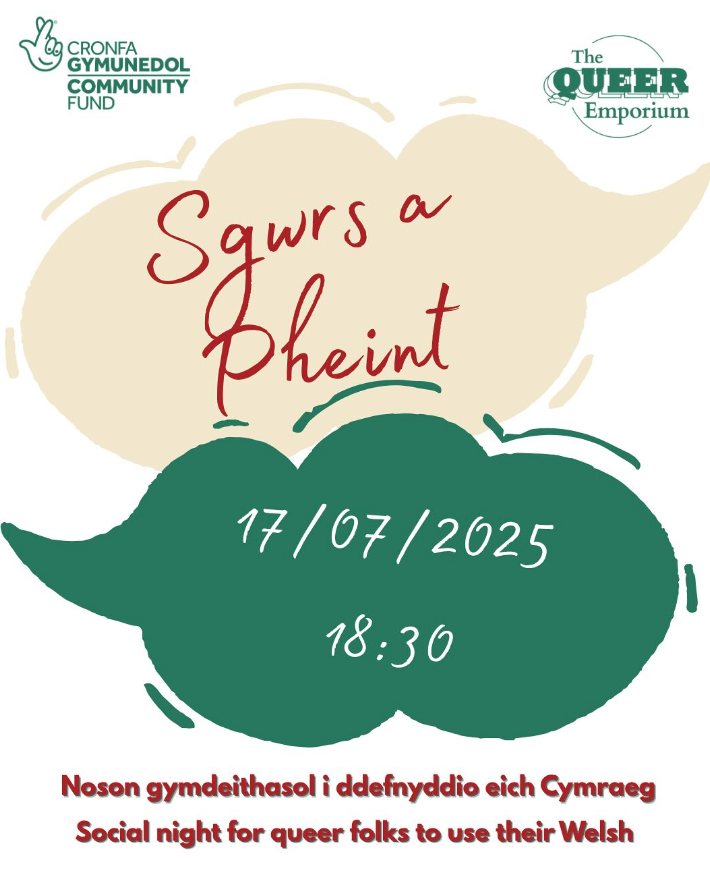 CRONFA
GYMUNEDOL
COMMUNITY
FUND
The
QUEER
Emporium
Sgwrs a
Pheint
17/07/2025
18:30
Noson gymdeithasol i ddefnyddio eich Cymraeg
Social night for queer folks to use their Welsh